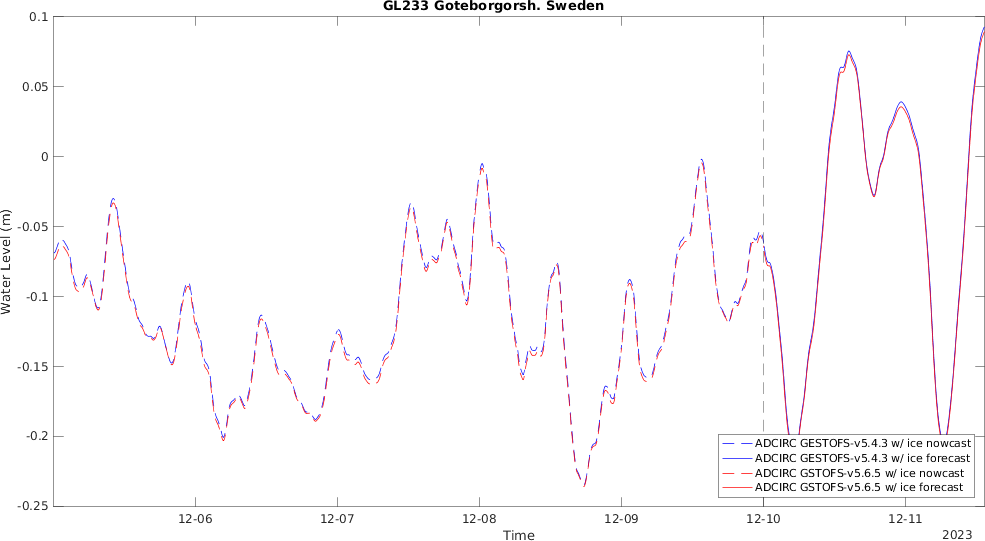 GL233 Goteborgorsh. Sweden
0.1
0.05
0
-0.05
-0.1
-0.15
-0.2
-0.25
Water Level (m)
12-06 12-07 12-08 12-09 12-10 12-11
Time
2023
ADCIRC GESTOFS-v5.4.3 w/ ice nowcast
ADCIRC GESTOFS-v5.4.3 w/ ice forecast
ADCIRC GSTOFS-v5.6.5 w/ ice nowcast
ADCIRC GSTOFS-v5.6.5 w/ ice forecast